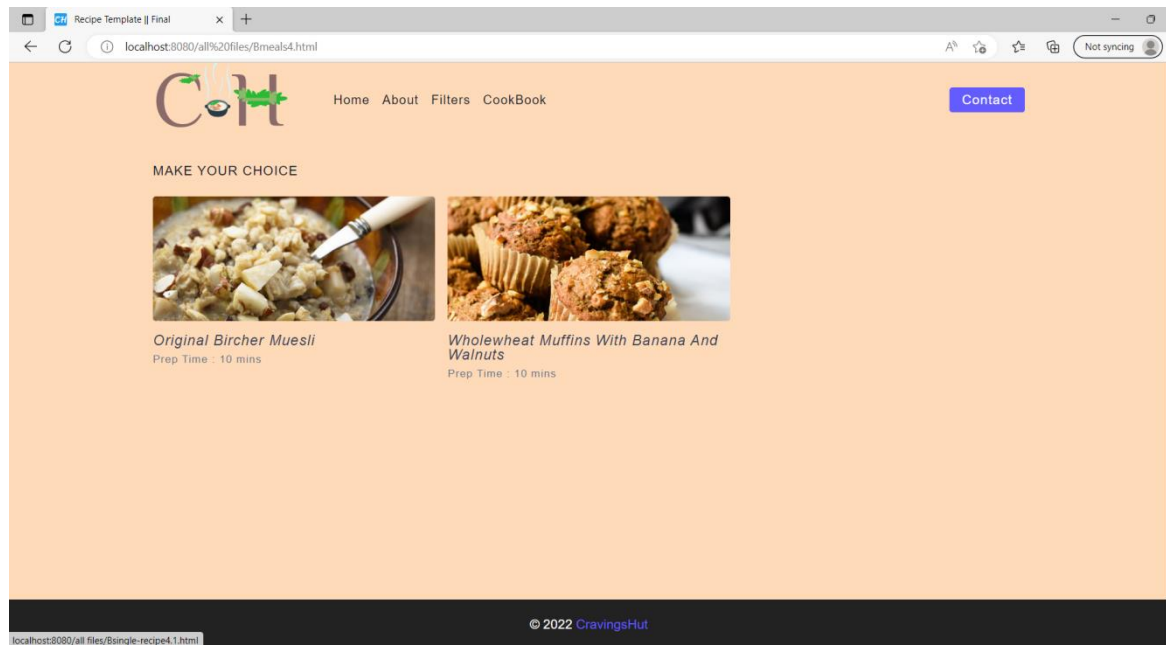 CH Recipe Template || Final
localhost:8080/all%20files/Bmeals4.html
Not syncing
C H
Home About Filters CookBook
Contact
MAKE YOUR CHOICE
Original Bircher Muesli
Prep Time : 10 mins
Wholewheat Muffins With Banana And
Walnuts
Prep Time : 10 mins
© 2022 CravingsHut
localhost:8080/all files/Bsingle-recipe4.1.html